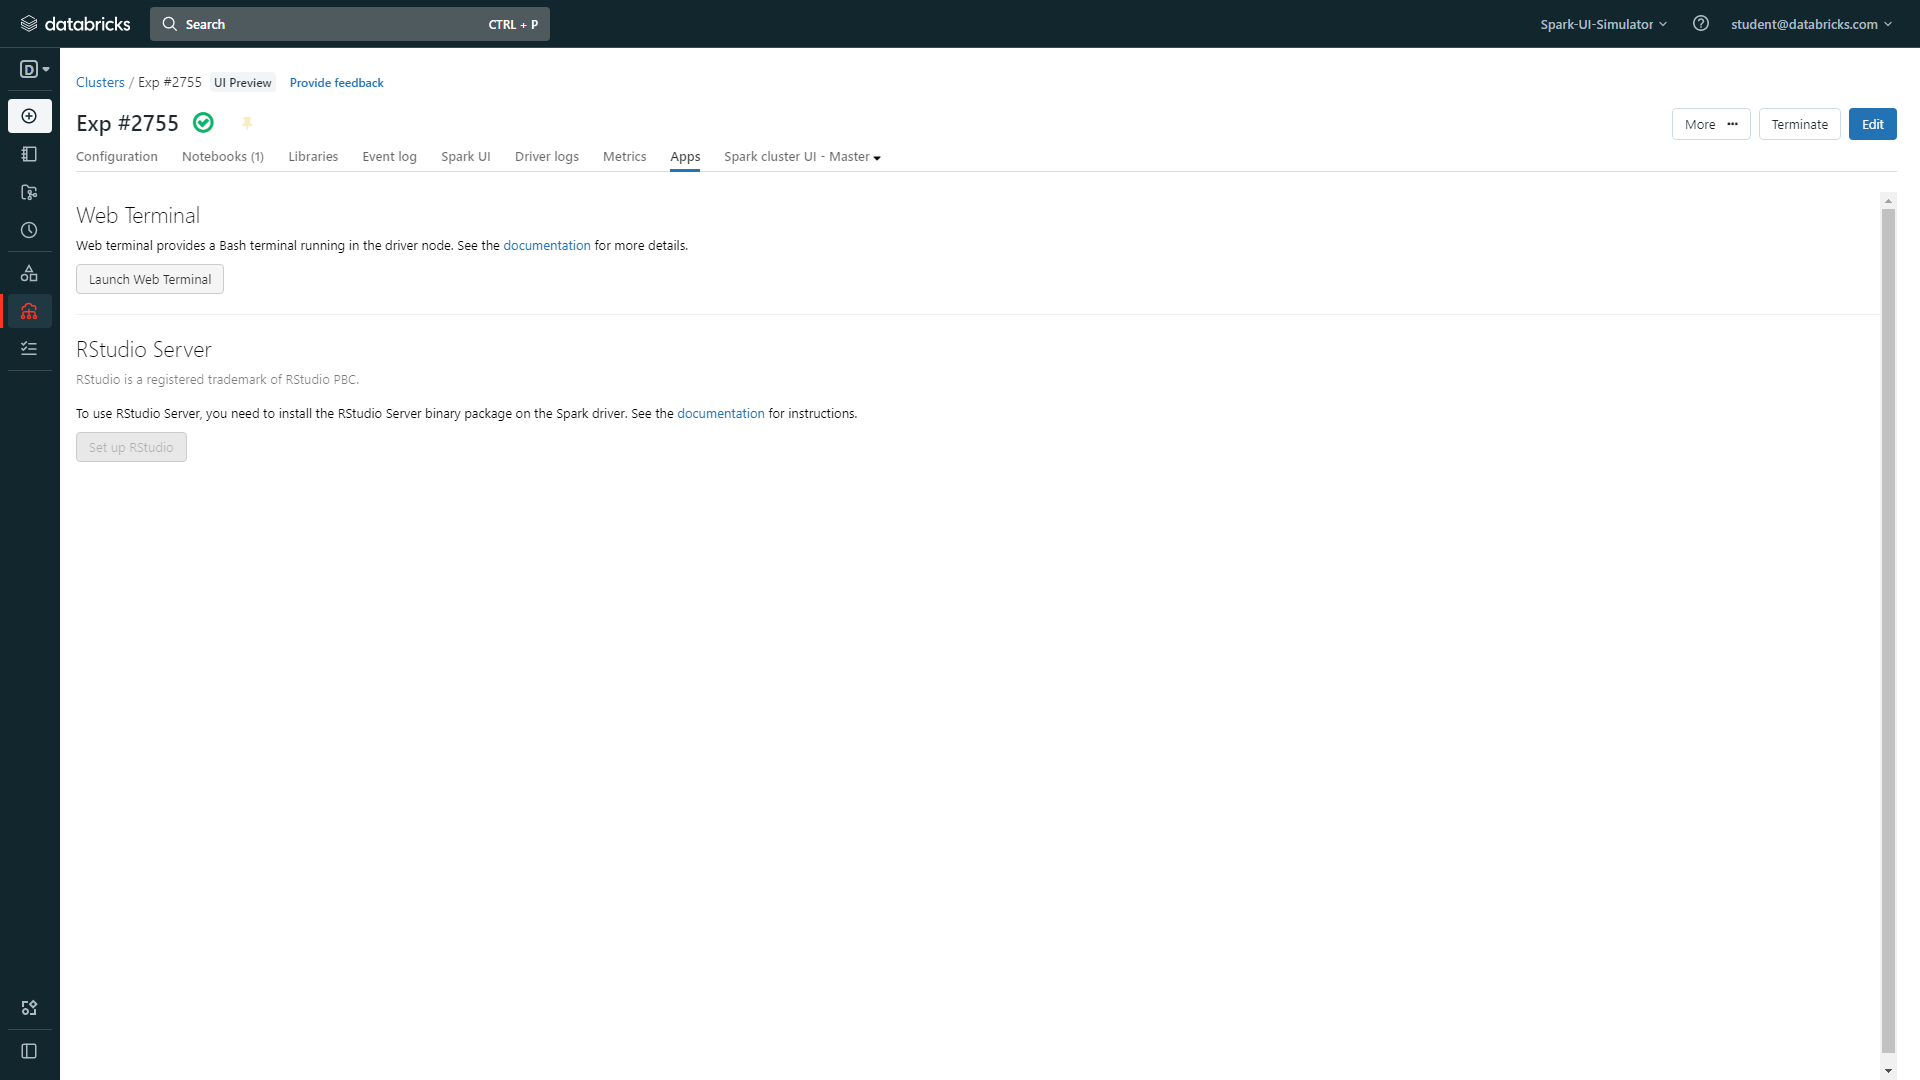 databricks
Search CTRL + P
Spark-UI-Simulator
student@databricks.com
D
Clusters / Exp #2755 UI Preview Provide feedback
Exp #2755
More ··· Terminate Edit
Configuration Notebooks (1) Libraries Event log Spark UI Driver logs Metrics Apps Spark cluster UI - Master
Web Terminal
Web terminal provides a Bash terminal running in the driver node. See the documentation for more details.
Launch Web Terminal
RStudio Server
RStudio is a registered trademark of RStudio PBC.
To use RStudio Server, you need to install the RStudio Server binary package on the Spark driver. See the documentation for instructions.
Set up RStudio